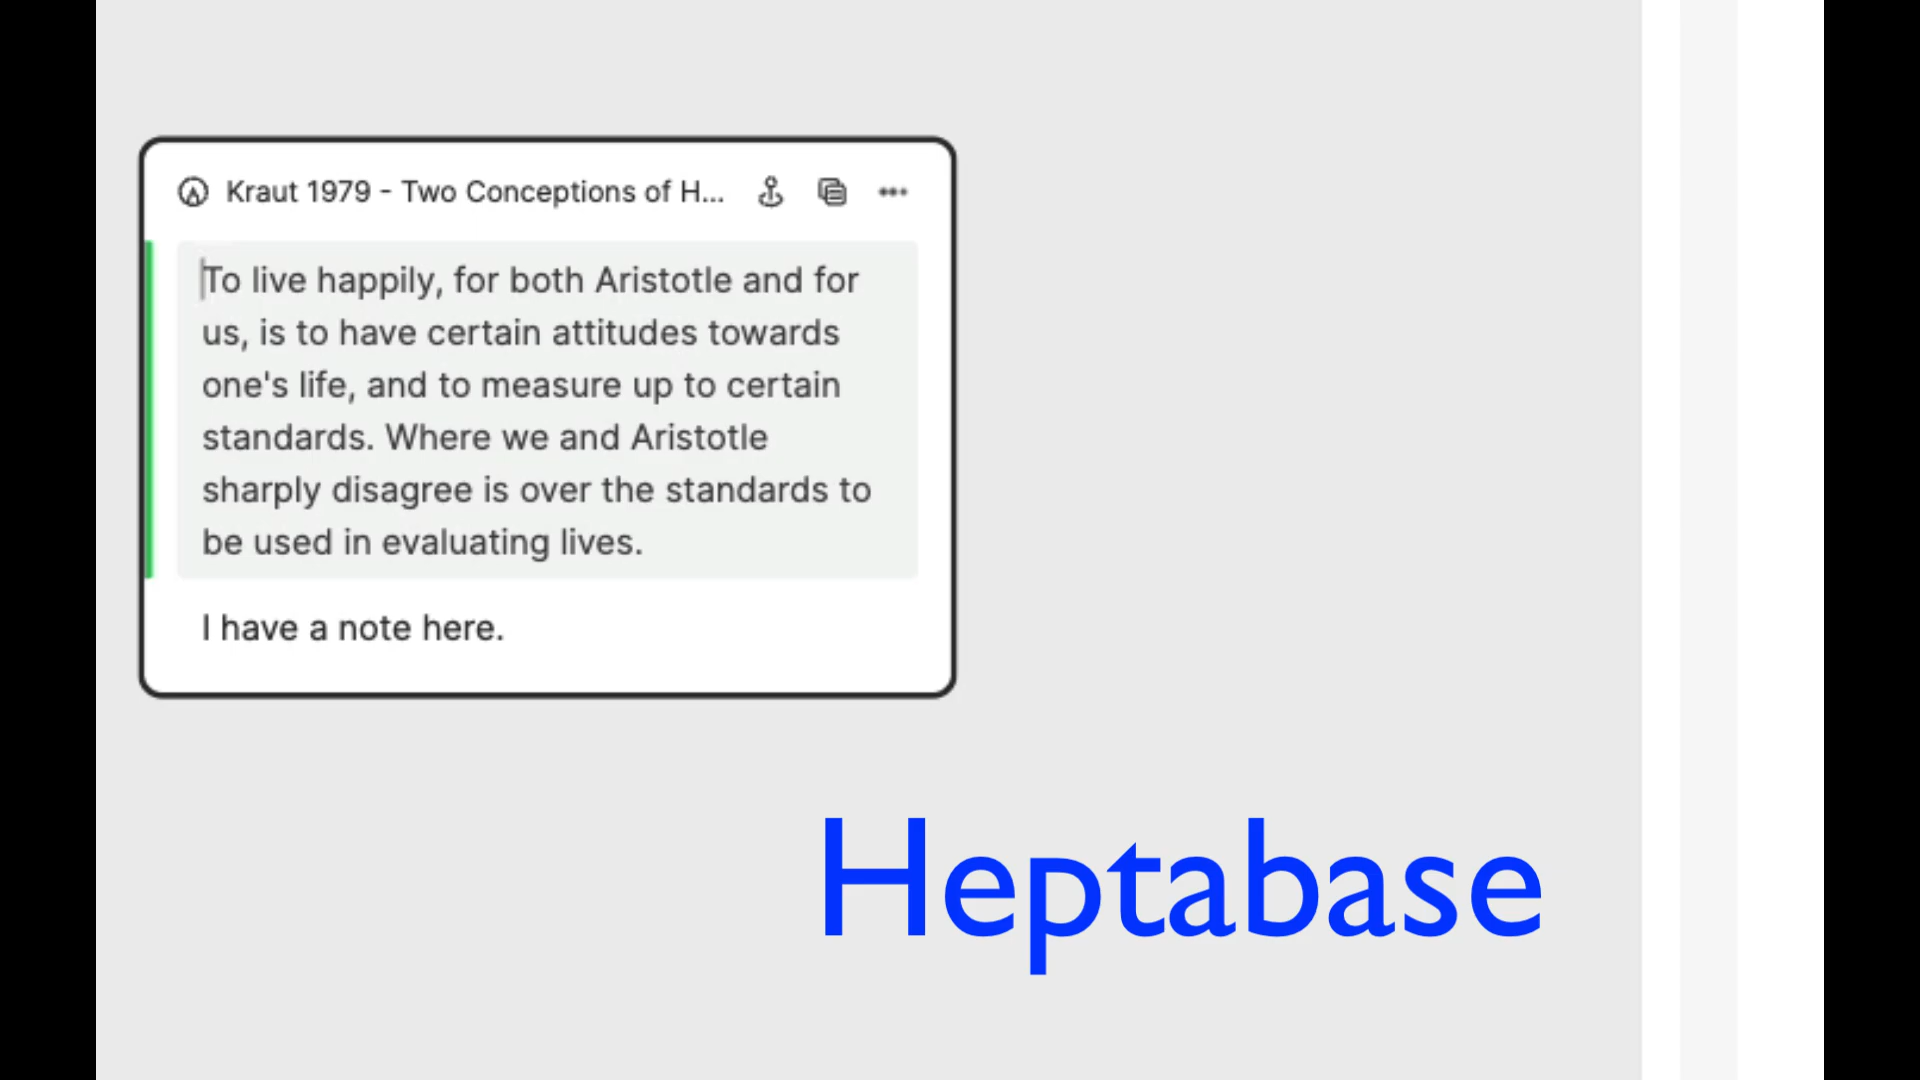 Kraut 1979 - Two Conceptions of H...
To live happily, for both Aristotle and for
us, is to have certain attitudes towards
one's life, and to measure up to certain
standards. Where we and Aristotle
sharply disagree is over the standards to
be used in evaluating lives.
I have a note here.
Heptabase